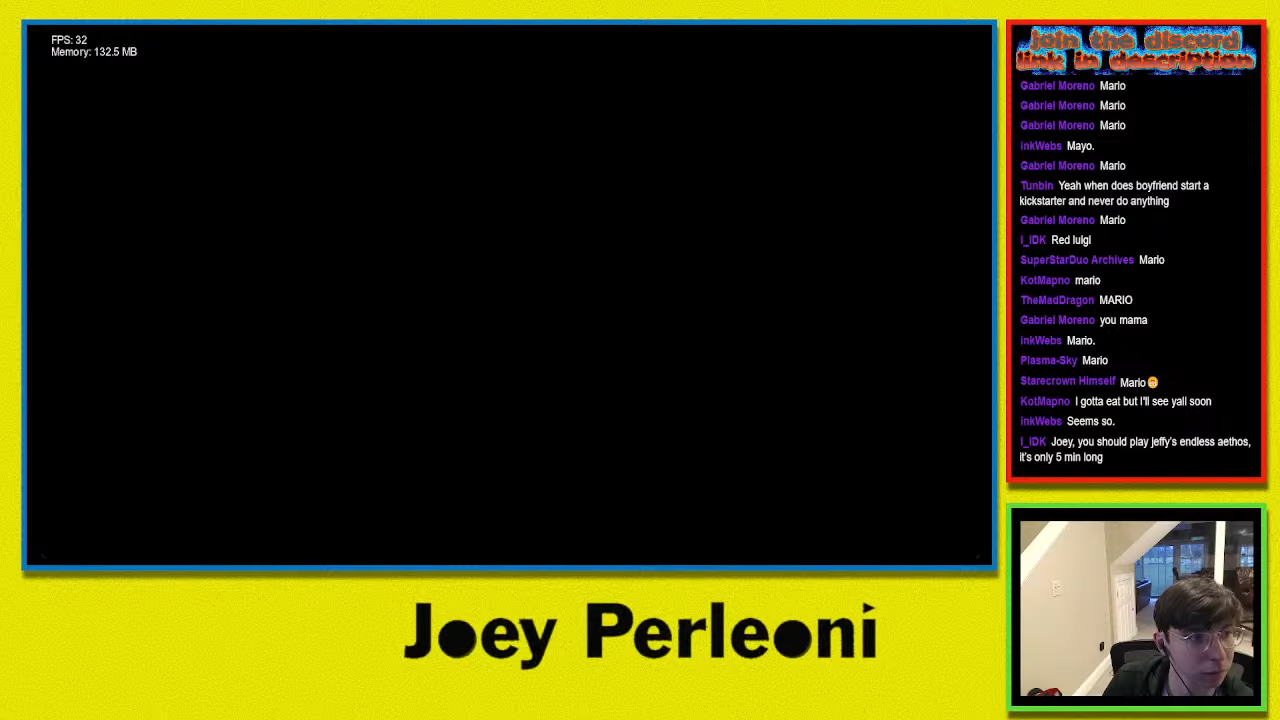 FPS: 32
Memory: 132.5 MB
join the discord
link in description
Gabriel Moreno Mario
Gabriel Moreno Mario
Gabriel Moreno Mario
inkWebs Mayo.
Gabriel Moreno Mario
Tunbin Yeah when does boyfriend start a
kickstarter and never do anything
Gabriel Moreno Mario
I_IDK Red luigi
SuperStarDuo Archives Mario
KotMapno mario
TheMadDragon MARIO
Gabriel Moreno you mama
inkWebs Mario.
Plasma-Sky Mario
Starecrown Himself Mario
KotMapno I gotta eat but I'll see yall soon
inkWebs Seems so.
I_IDK Joey, you should play jeffy's endless aethos,
it's only 5 min long
Joey Perleoni